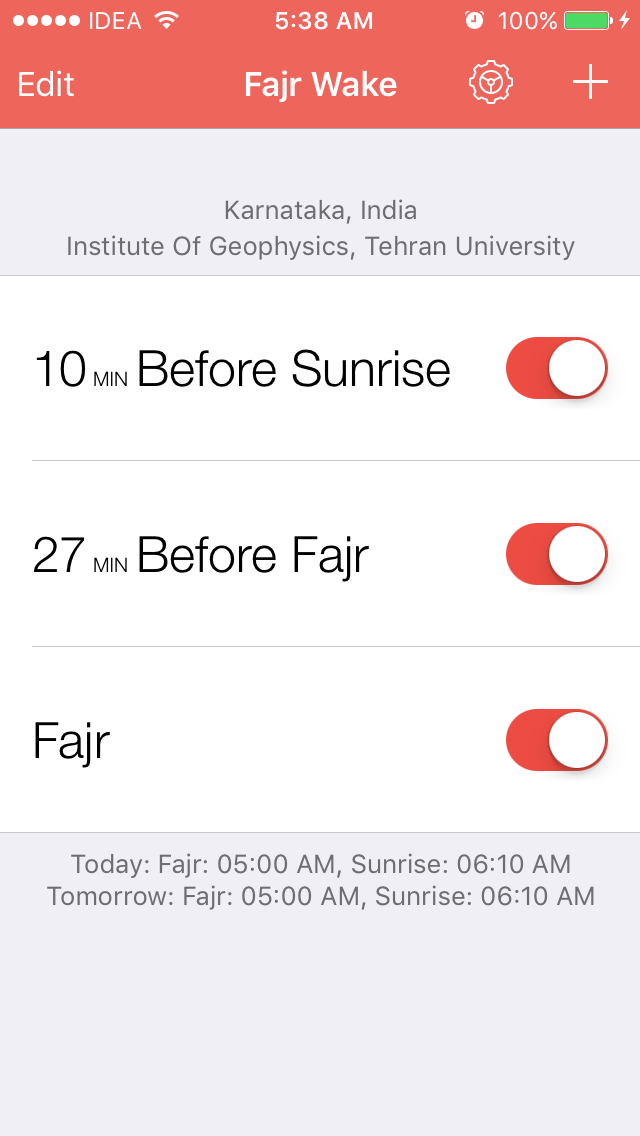 IDEA 5:38 AM 100%
Edit Fajr Wake
Karnataka, India
Institute Of Geophysics, Tehran University
10 MIN Before Sunrise
27 MIN Before Fajr
Fajr
Today: Fajr: 05:00 AM, Sunrise: 06:10 AM
Tomorrow: Fajr: 05:00 AM, Sunrise: 06:10 AM